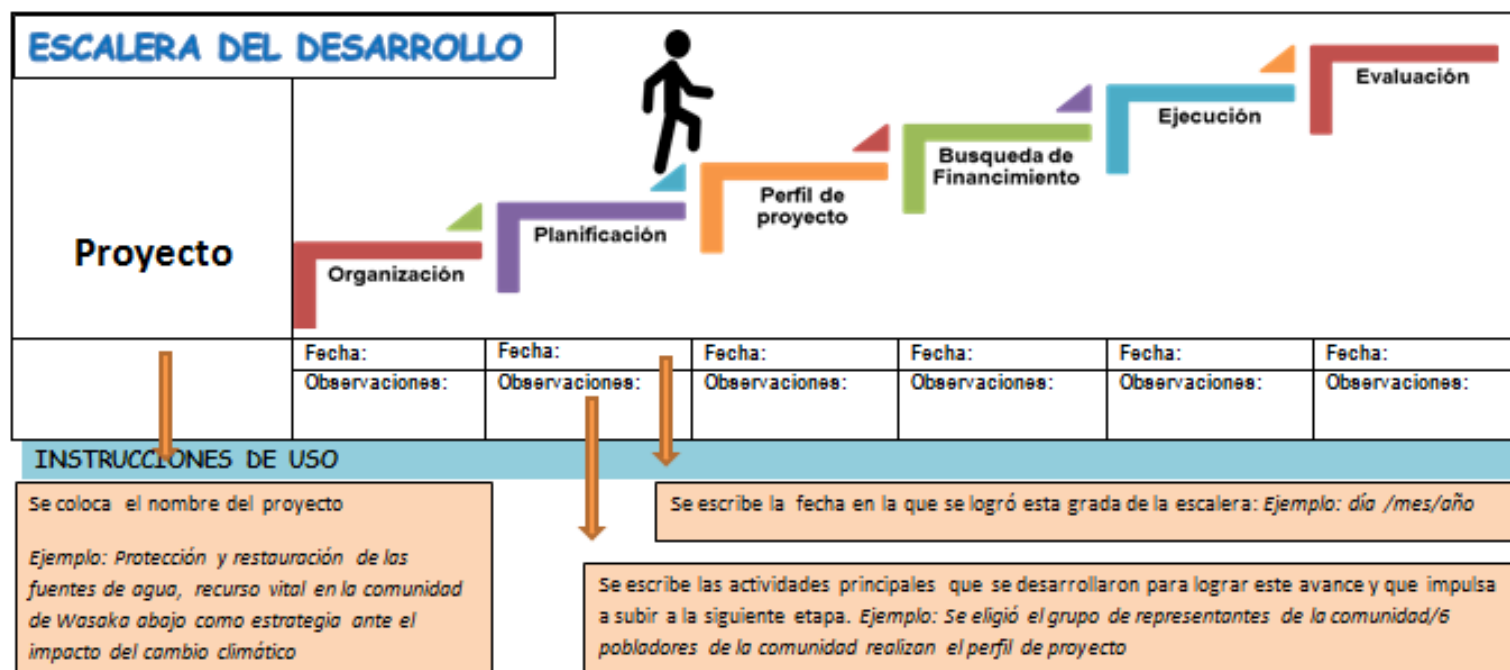 ESCALERA DEL DESARROLLO
Proyecto
Organización
Planificación
Perfil de
proyecto
Busqueda de
Financimiento
Ejecución
Evaluación
Fecha:
Fecha:
Fecha:
Fecha:
Fecha:
Fecha:
Observaciones:
Observaciones:
Observaciones:
Observaciones:
Observaciones:
Observaciones:
INSTRUCCIONES DE USO
Se coloca el nombre del proyecto
Ejemplo: Protección y restauración de las
fuentes de agua, recurso vital en la comunidad
de Wasaka abajo como estrategia ante el
impacto del cambio climático
Se escribe la fecha en la que se logró esta grada de la escalera: Ejemplo: día /mes/año
Se escribe las actividades principales que se desarrollaron para lograr este avance y que impulsa
a subir a la siguiente etapa. Ejemplo: Se eligió el grupo de representantes de la comunidad/6
pobladores de la comunidad realizan el perfil de proyecto